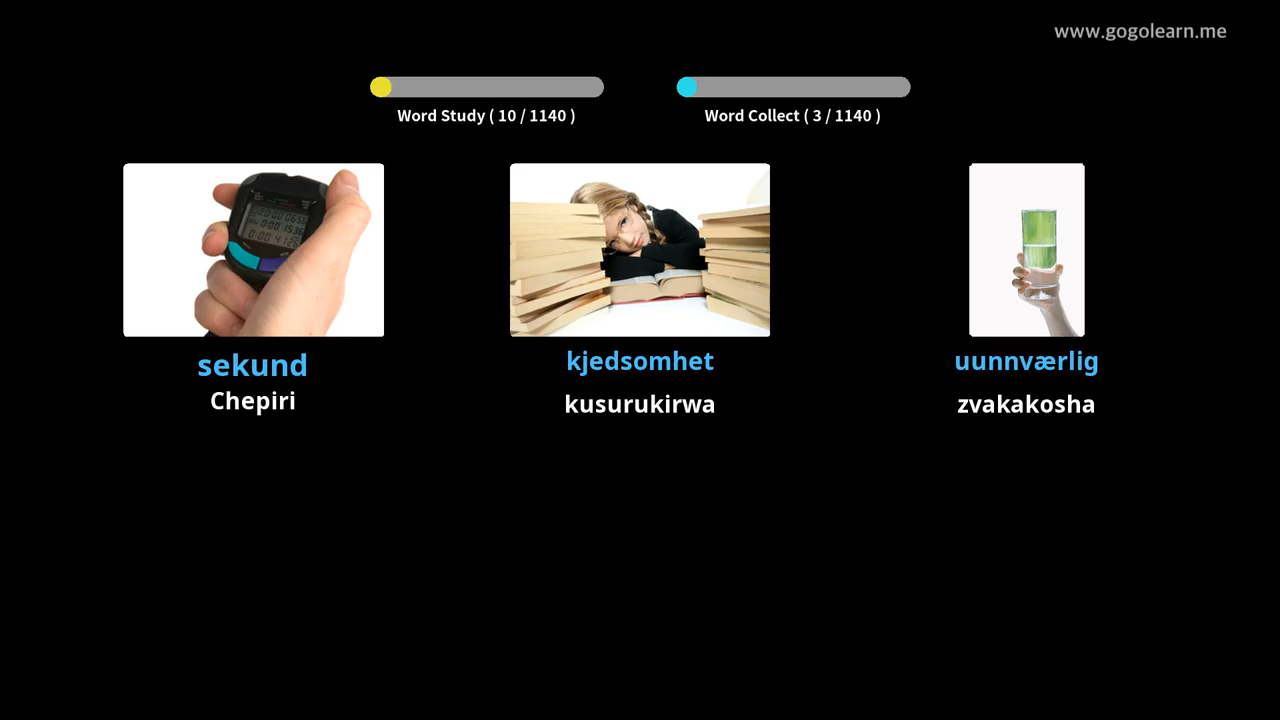 www.gogolearn.me
Word Study ( 10 / 1140 )
Word Collect ( 3 / 1140 )
sekund
Chepiri
kjedsomhet
kusurukirwa
uunnværlig
zvakakosha